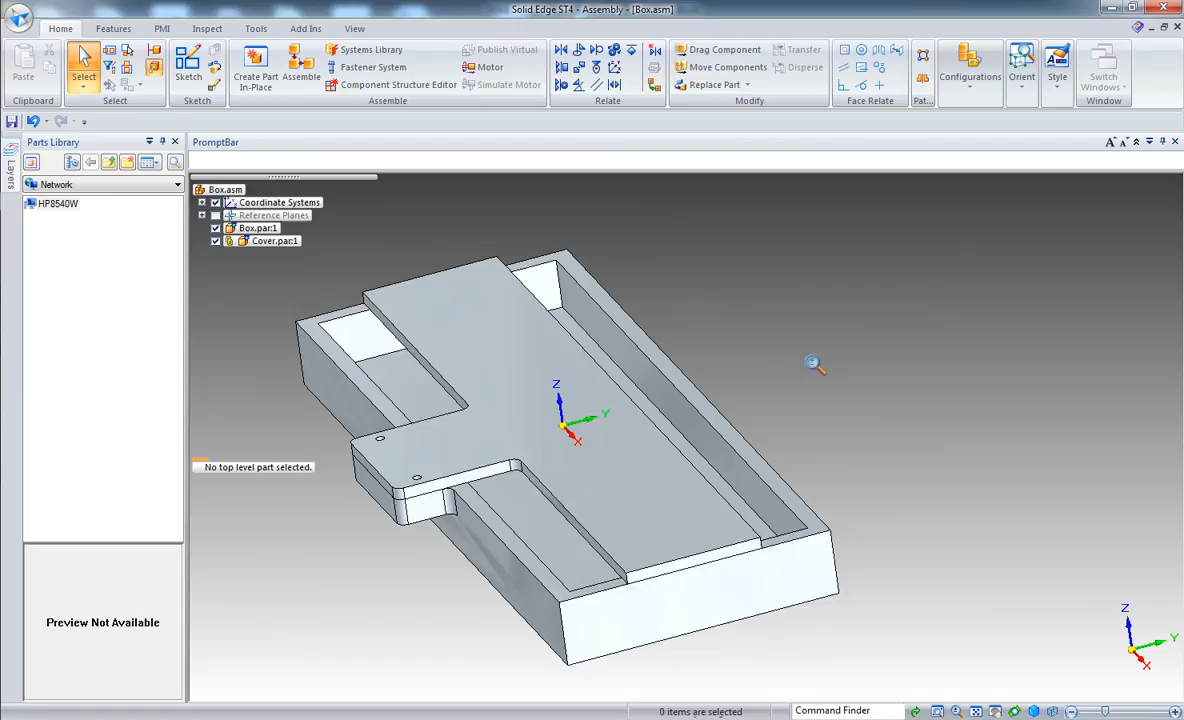 Solid Edge ST4 - Assembly - [Box.asm]
Home Features PMI Inspect Tools Add Ins View
Paste
Clipboard
Select
Select
Sketch
Sketch
Create Part In-Place
Assemble
Systems Library
Fastener System
Component Structure Editor
Publish Virtual
Motor
Simulate Motor
Assemble
Relate
Drag Component
Move Components
Replace Part
Transfer
Disperse
Modify
Face Relate
Pat...
Configurations
Orient
Style
Switch Windows
Window
Parts Library
PromptBar
Layers
Network
HP8540W
Preview Not Available
Box.asm
Coordinate Systems
Reference Planes
Box.par:1
Cover.par:1
No top level part selected.
Z
Y
X
Z
Y
X
0 items are selected
Command Finder